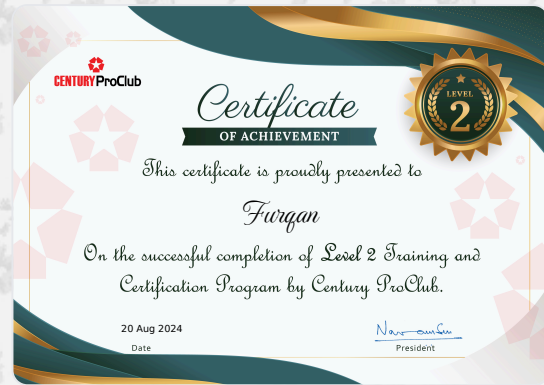 CENTURY ProClub
LEVEL
2
Certificate
OF ACHIEVEMENT
This certificate is proudly presented to
Furqan
On the successful completion of Level 2 Training and
Certification Program by Century ProClub.
20 Aug 2024
Date
President